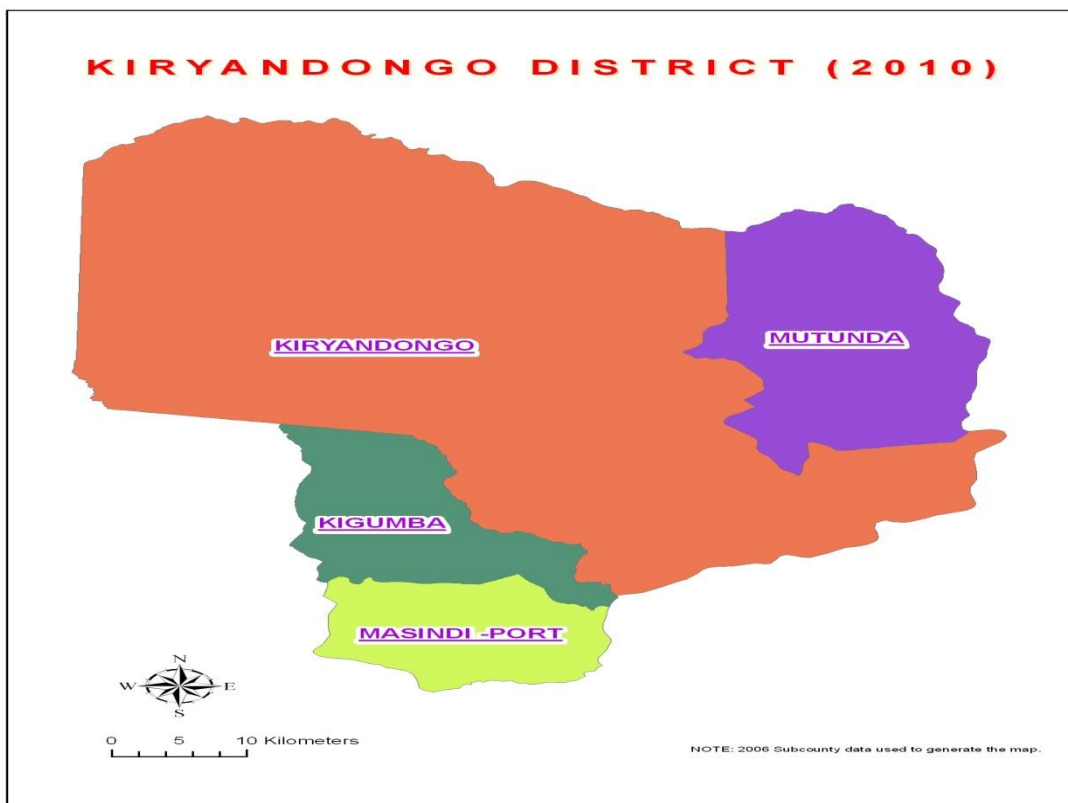 KIRYANDONGO DISTRICT (2010)
KIRYANDONGO
MUTUNDA
KIGUMBA
MASINDI -PORT
N
W E
S
0 5 10 Kilometers
NOTE: 2006 Subcounty data used to generate the map.